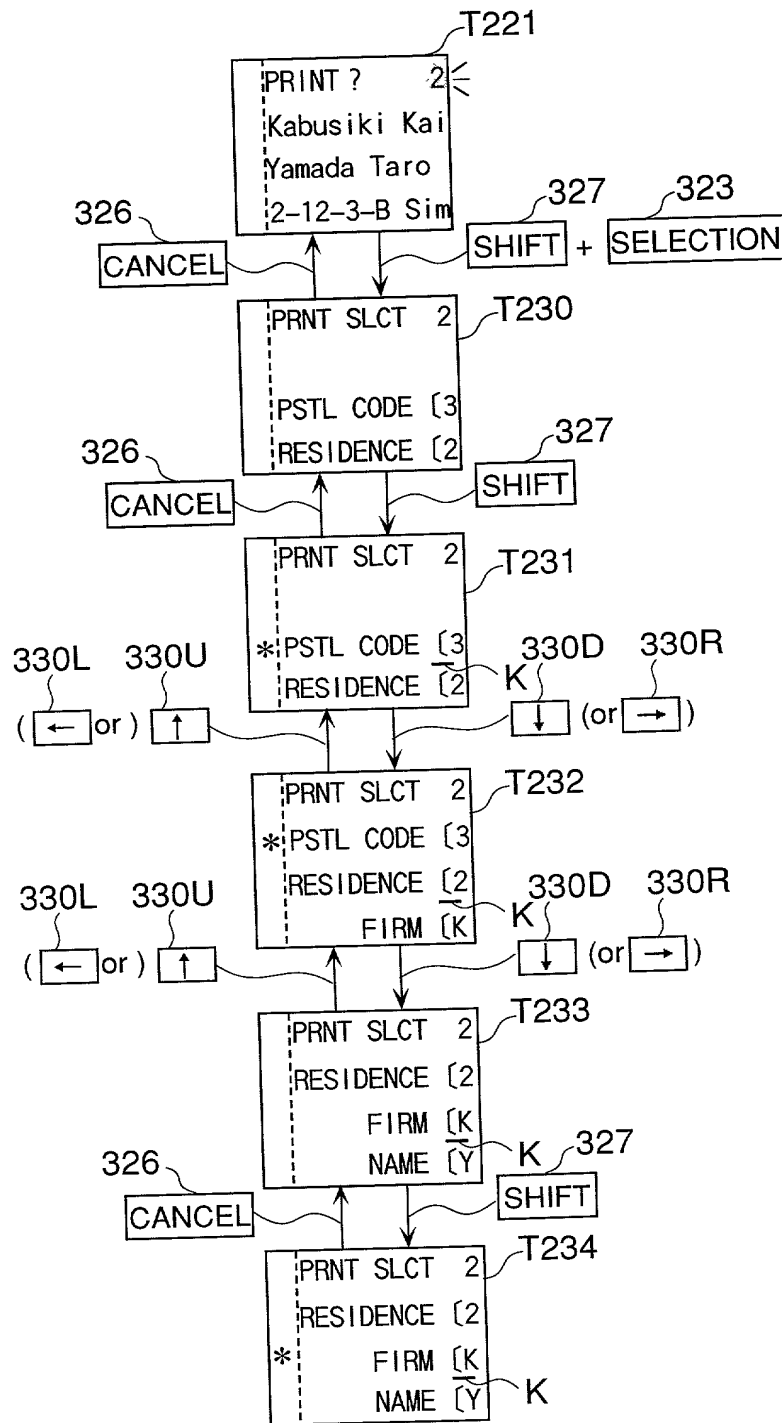 T221
PRINT ? 2
Kabusiki Kai
Yamada Taro
2-12-3-B Sim
326
CANCEL
327
SHIFT + 323
SELECTION
T230
PRNT SLCT 2
PSTL CODE [3
RESIDENCE [2
326
CANCEL
327
SHIFT
T231
PRNT SLCT 2
* PSTL CODE [3
RESIDENCE [2
K
330L 330U
( ← or) ↑
330D 330R
↓ (or → )
T232
PRNT SLCT 2
* PSTL CODE [3
RESIDENCE [2
K
FIRM [K
330L 330U
( ← or) ↑
330D 330R
↓ (or → )
T233
PRNT SLCT 2
RESIDENCE [2
FIRM [K
K
NAME [Y
326
CANCEL
327
SHIFT
T234
PRNT SLCT 2
RESIDENCE [2
* FIRM [K
K
NAME [Y